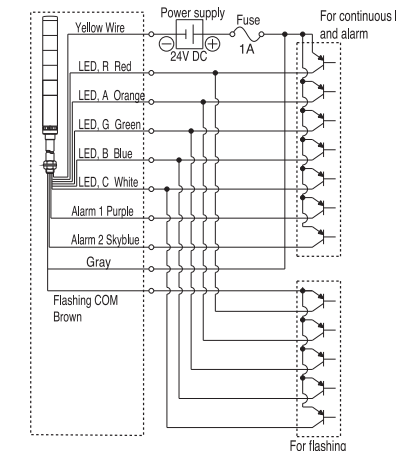 Power supply
Fuse
For continuous
and alarm
Yellow Wire
24V DC
1A
LED, R Red
LED, A Orange
LED, G Green
LED, B Blue
LED, C White
Alarm 1 Purple
Alarm 2 Skyblue
Gray
Flashing COM
Brown
For flashing